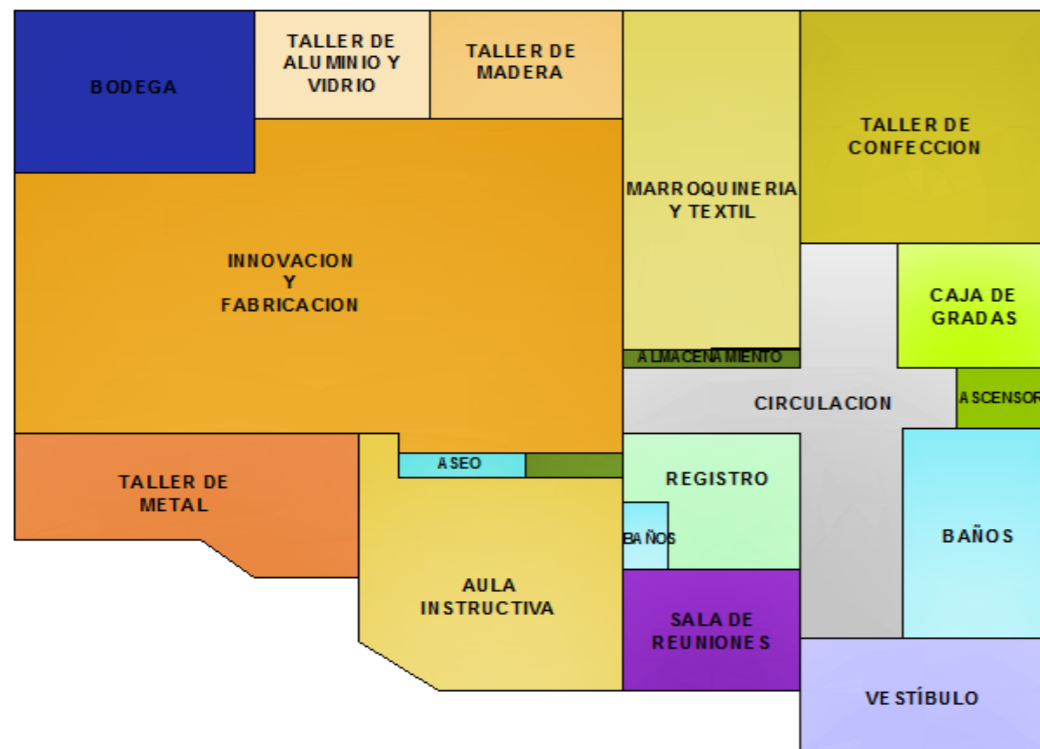 BODEGA
TALLER DE
ALUMINIO Y
VIDRIO
TALLER DE
MADERA
MARROQUINERIA
Y TEXTIL
TALLER DE
CONFECCION
INNOVACION
Y
FABRICACION
CAJA DE
GRADAS
ALMACENAMIENTO
CIRCULACION
ASCENSOR
TALLER DE
METAL
ASEO
REGISTRO
BAÑOS
BAÑOS
AULA
INSTRUCTIVA
SALA DE
REUNIONES
VESTÍBULO